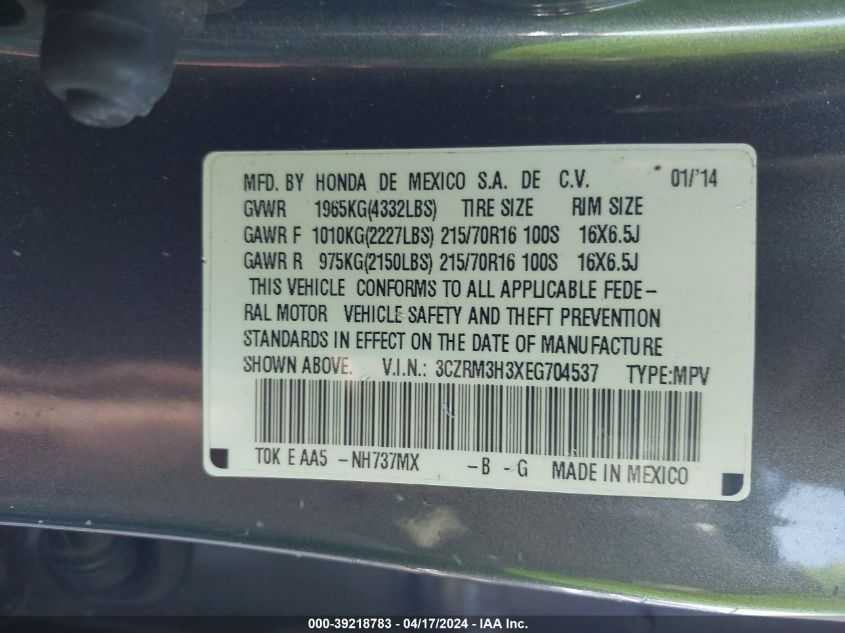 MFD. BY HONDA DE MEXICO S.A. DE C.V. 01/'14
GVWR 1965KG(4332LBS) TIRE SIZE RIM SIZE
GAWR F 1010KG(2227LBS) 215/70R16 100S 16X6.5J
GAWR R 975KG(2150LBS) 215/70R16 100S 16X6.5J
THIS VEHICLE CONFORMS TO ALL APPLICABLE FEDE-
RAL MOTOR VEHICLE SAFETY AND THEFT PREVENTION
STANDARDS IN EFFECT ON THE DATE OF MANUFACTURE
SHOWN ABOVE. V.I.N.: 3CZRM3H3XEG704537 TYPE:MPV
T0K E AA5 -NH737MX -B - G MADE IN MEXICO
000-39218783 - 04/17/2024 - IAA Inc.